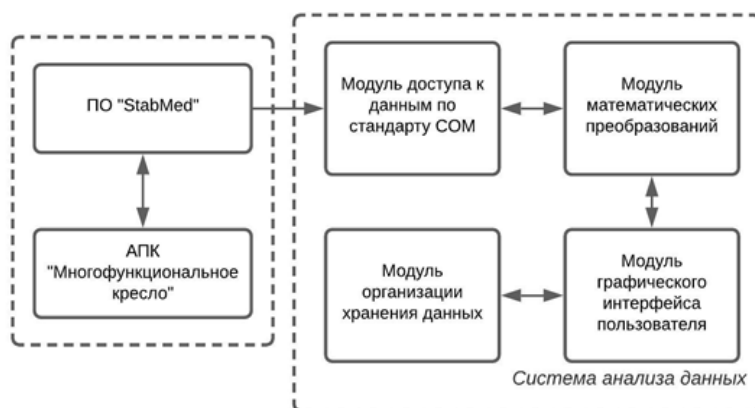 ПО "StabMed"
АПК
"Многофункциональное
кресло"
Модуль доступа к
данным по
стандарту COM
Модуль
математических
преобразований
Модуль
организации
хранения данных
Модуль
графического
интерфейса
пользователя
Система анализа данных